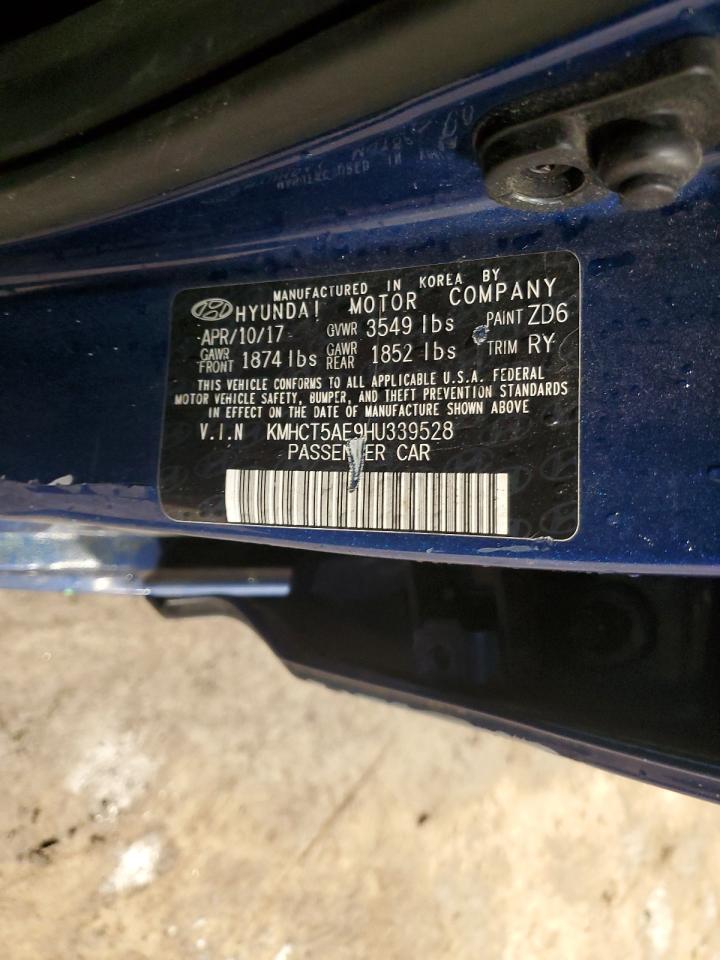 MANUFACTURED IN KOREA BY
HYUNDAI MOTOR COMPANY
APR/10/17 GVWR 3549 lbs PAINT ZD6
GAWR FRONT 1874 lbs GAWR REAR 1852 lbs TRIM RY
THIS VEHICLE CONFORMS TO ALL APPLICABLE U.S.A. FEDERAL
MOTOR VEHICLE SAFETY, BUMPER, AND THEFT PREVENTION STANDARDS
IN EFFECT ON THE DATE OF MANUFACTURE SHOWN ABOVE
V.I.N KMHCT5AE9HU339528
PASSENGER CAR